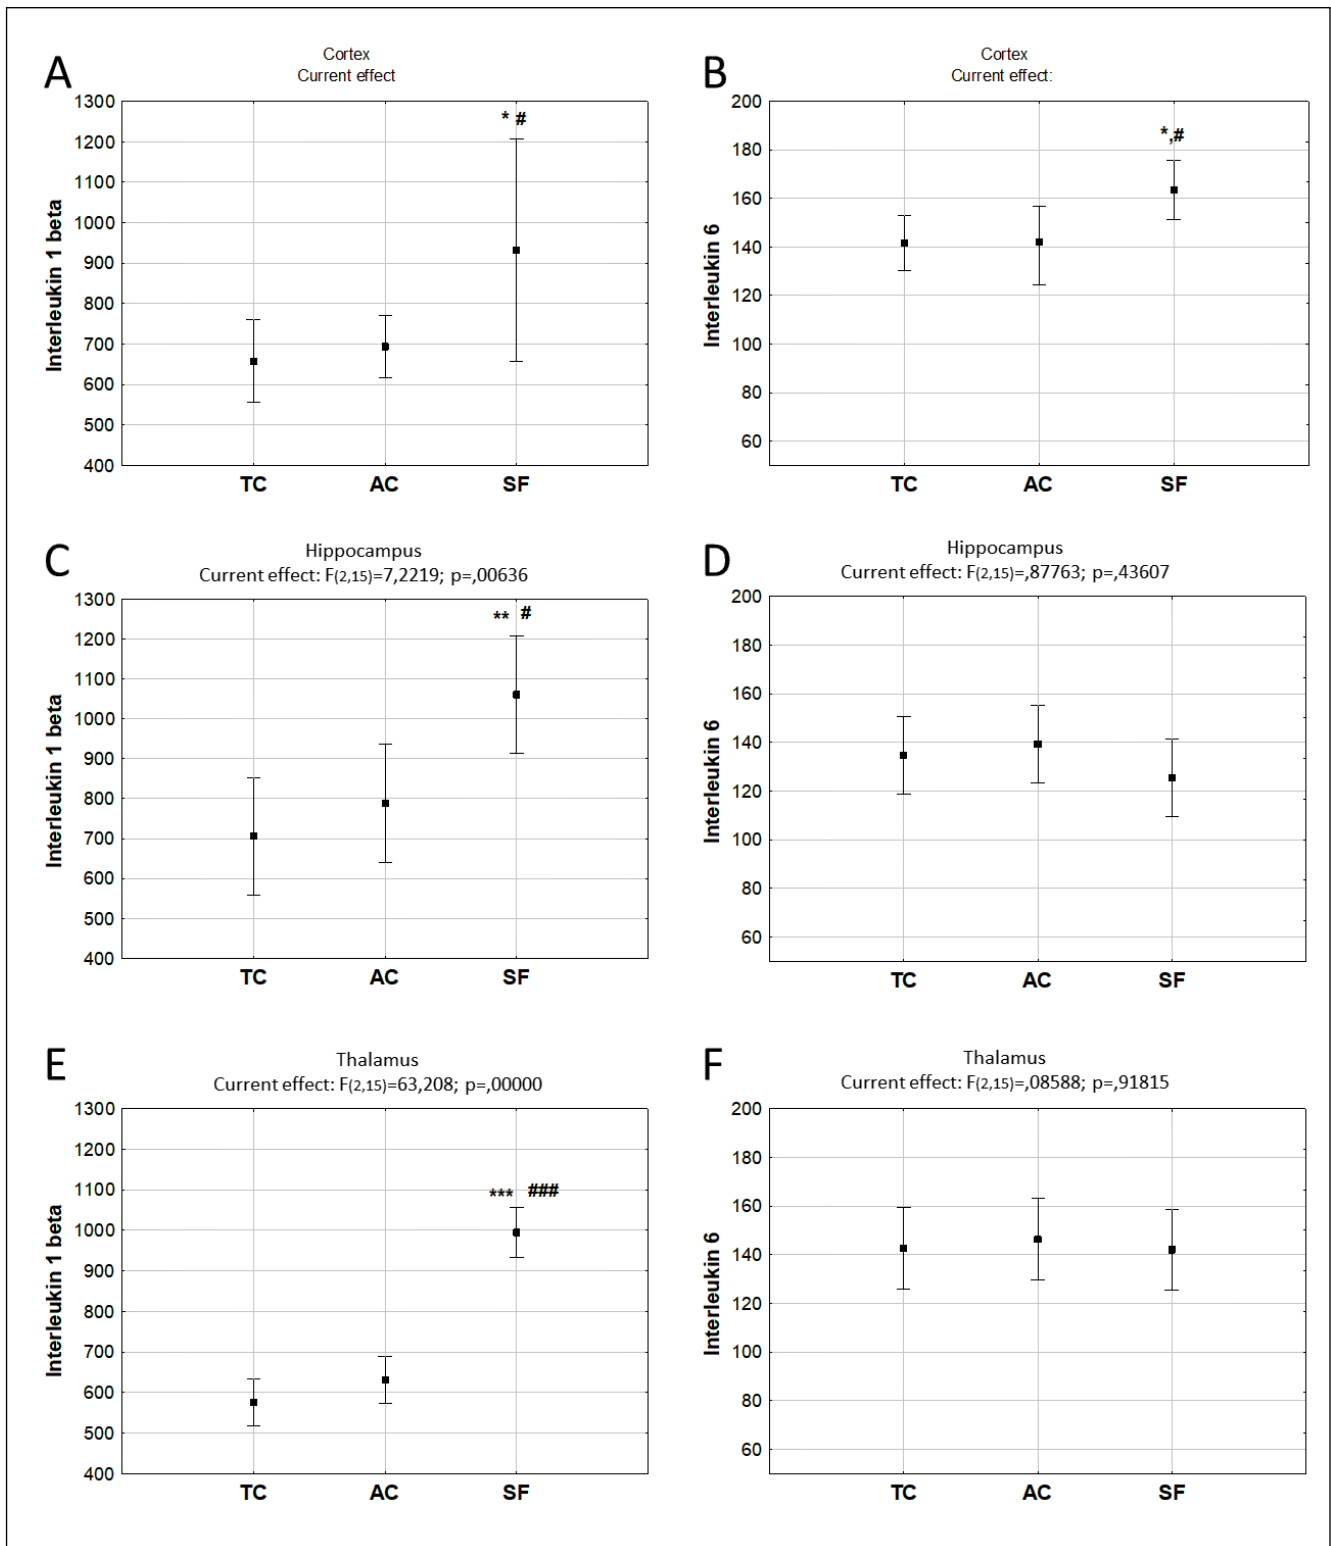 A
Cortex
Current effect
* #
1300
1200
1100
1000
900
800
700
600
500
400
Interleukin 1 beta
TC AC SF
B
Cortex
Current effect:
*,#
200
180
160
140
120
100
80
60
Interleukin 6
TC AC SF
C
Hippocampus
Current effect: F(2,15)=7,2219; p=,00636
** #
1300
1200
1100
1000
900
800
700
600
500
400
Interleukin 1 beta
TC AC SF
D
Hippocampus
Current effect: F(2,15)=,87763; p=,43607
200
180
160
140
120
100
80
60
Interleukin 6
TC AC SF
E
Thalamus
Current effect: F(2,15)=63,208; p=,00000
*** ###
1300
1200
1100
1000
900
800
700
600
500
400
Interleukin 1 beta
TC AC SF
F
Thalamus
Current effect: F(2,15)=,08588; p=,91815
200
180
160
140
120
100
80
60
Interleukin 6
TC AC SF